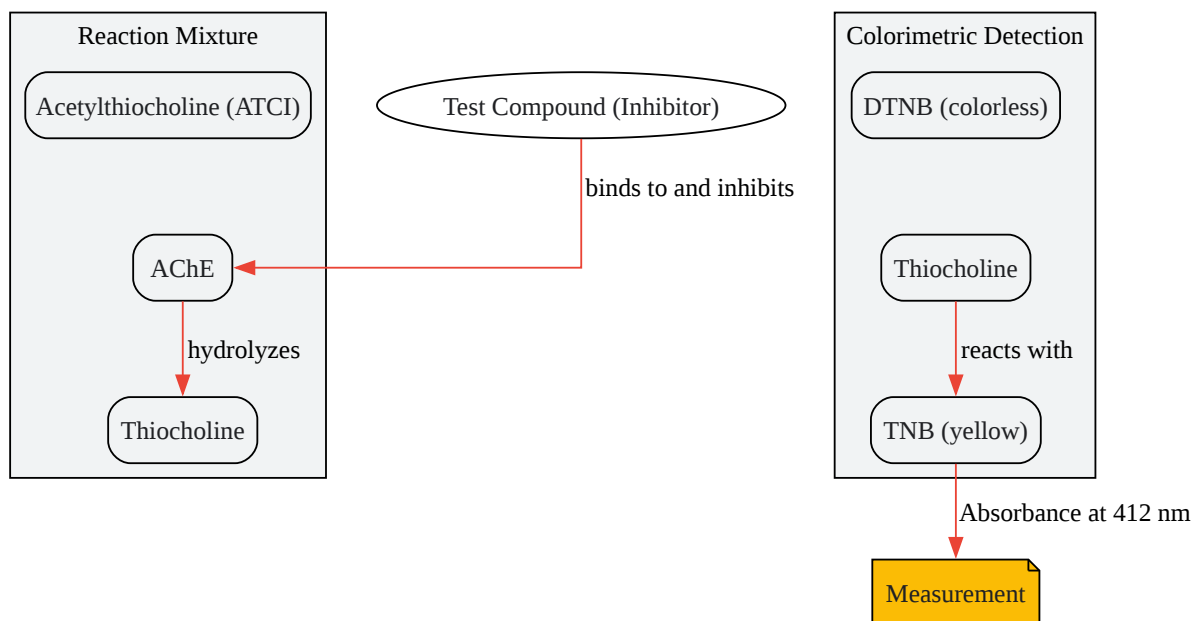 Reaction Mixture
Acetylthiocholine (ATCI)
AChE
hydrolyzes
Thiocholine
Test Compound (Inhibitor)
binds to and inhibits
Colorimetric Detection
DTNB (colorless)
Thiocholine
reacts with
TNB (yellow)
Absorbance at 412 nm
Measurement